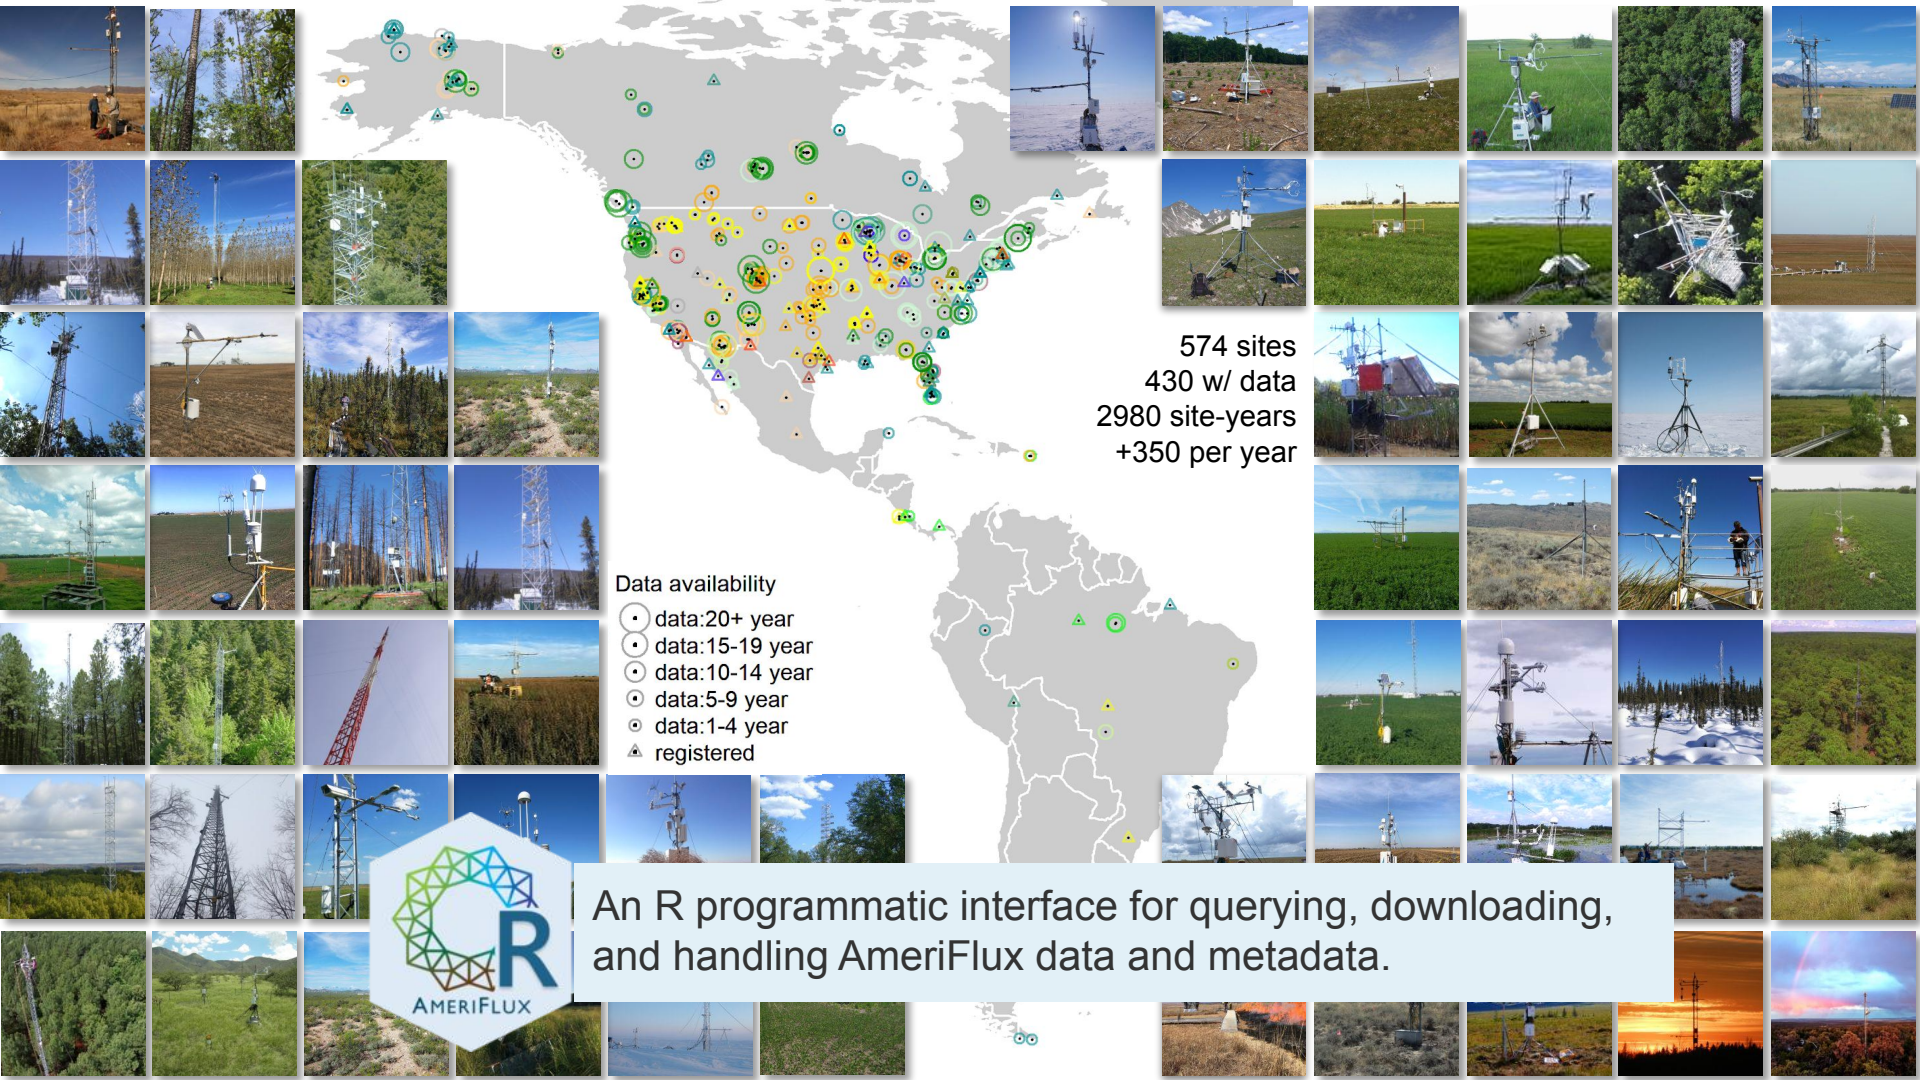 574 sites
430 w/ data
2980 site-years
+350 per year
Data availability
data:20+ year
data:15-19 year
data:10-14 year
data:5-9 year
data:1-4 year
registered
R
AMERIFLUX
An R programmatic interface for querying, downloading,
and handling AmeriFlux data and metadata.